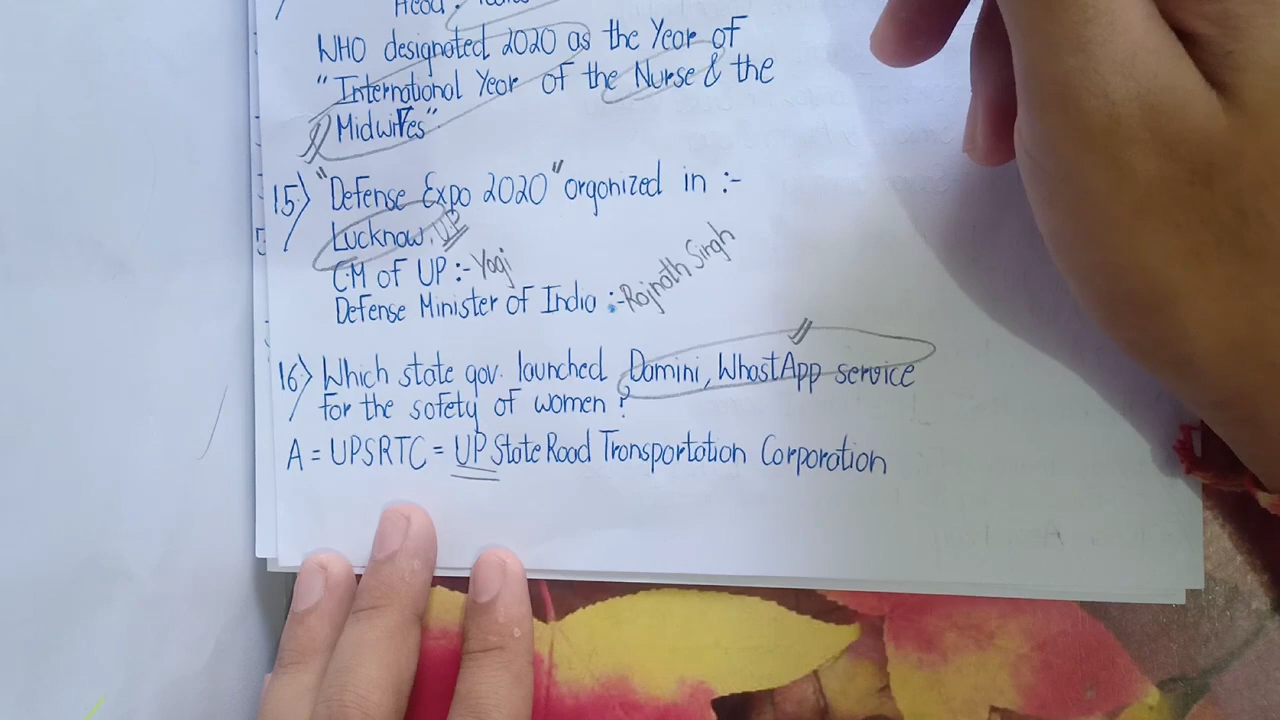 Head :
WHO designated 2020 as the Year of
"International Year of the Nurse & the
Midwifes"
15> "Defense Expo 2020" organized in :-
Lucknow, UP
CM of UP :- Yogi
Defense Minister of India :- Rajnath Singh
16> Which state gov. launched Damini, WhastApp service
for the safety of women ?
A = UPSRTC = UP State Road Transportation Corporation